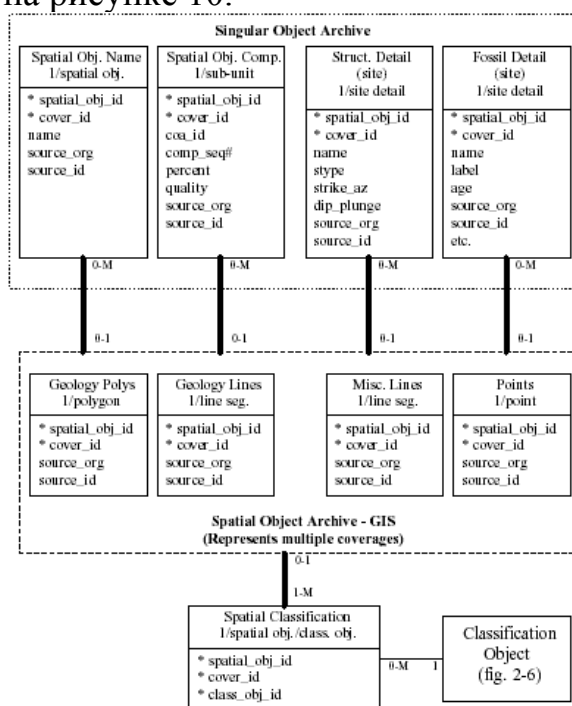 на рисунке 10.
Singular Object Archive
Spatial Obj. Name
1/spatial obj.
* spatial_obj_id
* cover_id
name
source_org
source_id
Spatial Obj. Comp.
1/sub-unit
* spatial_obj_id
* cover_id
coa_id
comp_seq#
percent
quality
source_org
source_id
Struct. Detail
(site)
1/site detail
* spatial_obj_id
* cover_id
name
stype
strike_az
dip_plunge
source_org
source_id
Fossil Detail
(site)
1/site detail
* spatial_obj_id
* cover_id
name
label
age
source_org
source_id
etc.
0-M
0-M
0-M
0-M
0-1
0-1
0-1
0-1
Geology Polys
1/polygon
* spatial_obj_id
* cover_id
source_org
source_id
Geology Lines
1/line seg.
* spatial_obj_id
* cover_id
source_org
source_id
Misc. Lines
1/line seg.
* spatial_obj_id
* cover_id
source_org
source_id
Points
1/point
* spatial_obj_id
* cover_id
source_org
source_id
Spatial Object Archive - GIS
(Represents multiple coverages)
0-1
1-M
Spatial Classification
1/spatial obj./class. obj.
* spatial_obj_id
* cover_id
* class_obj_id
0-M
1
Classification
Object
(fig. 2-6)